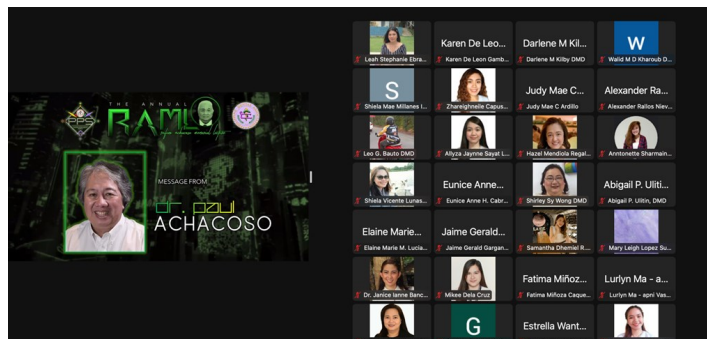 THE ANNUAL
RAML
PPS
MESSAGE FROM
dr. paul
ACHACOSO
Leah Stephanie Ebra...
Karen De Leo...
Karen De Leon Gamb...
Darlene M Kil...
Darlene M Kilby DMD
W
Walid M D Kharoub D...
S
Shiela Mae Millanes I...
Zhareighneile Capus...
Judy Mae C...
Judy Mae C Ardillo
Alexander Ra...
Alexander Rallos Niev...
Leo G. Bauto DMD
Allyza Jaynne Sayat L...
Hazel Mendiola Regal...
Anntonette Sharmain...
Shiela Vicente Lunas...
Eunice Anne...
Eunice Anne H. Cabr...
Shirley Sy Wong DMD
Abigail P. Uliti...
Abigail P. Ulitin, DMD
Elaine Marie...
Elaine Marie M. Lucia...
Jaime Gerald...
Jaime Gerald Gargan...
Samantha Dhemiel R...
Mary Leigh Lopez Su...
Dr. Janice Ianne Banc...
Mikee Dela Cruz
Fatima Miñoz...
Fatima Miñoza Caque...
Lurlyn Ma - a...
Lurlyn Ma - apni Vas...
G
Estrella Want...